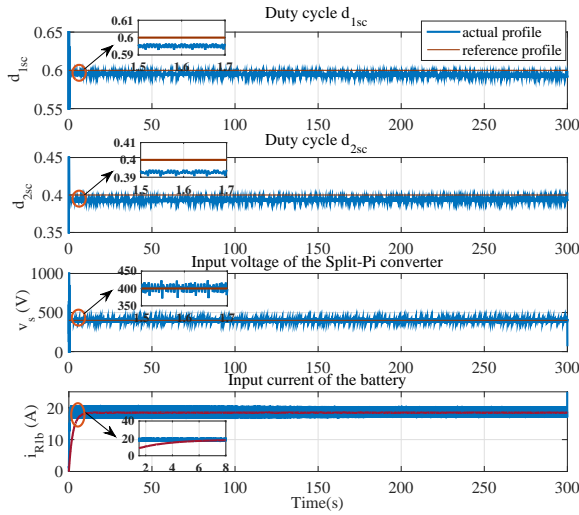 Duty cycle d1sc
0.65
0.6
0.55
d1sc
0.61
0.6
0.59
1.5 1.6 1.7
actual profile
reference profile
0 50 100 150 200 250 300
Duty cycle d2sc
0.45
0.4
0.35
d2sc
0.41
0.4
0.39
1.5 1.6 1.7
0 50 100 150 200 250 300
Input voltage of the Split-Pi converter
1000
500
0
vs (V)
450
400
350
1.5 1.6 1.7
0 50 100 150 200 250 300
Input current of the battery
20
10
0
iR1b (A)
40
20
0
2 4 6 8
0 50 100 150 200 250 300
Time(s)